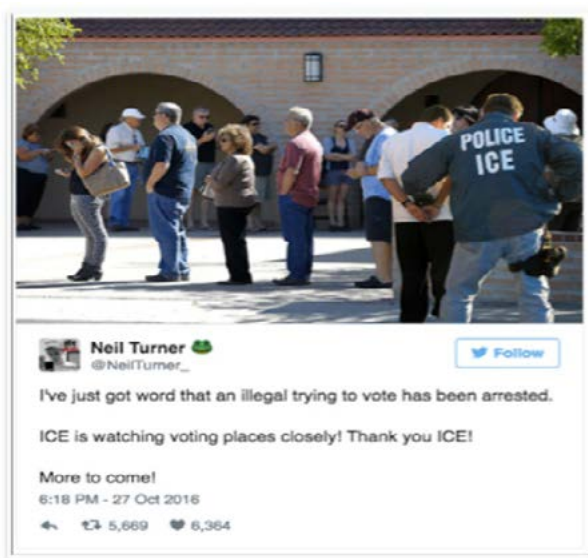 POLICE
ICE
Neil Turner 🐸
@NeilTurner_
Follow
I've just got word that an illegal trying to vote has been arrested.
ICE is watching voting places closely! Thank you ICE!
More to come!
6:18 PM - 27 Oct 2016
5,669 6,364